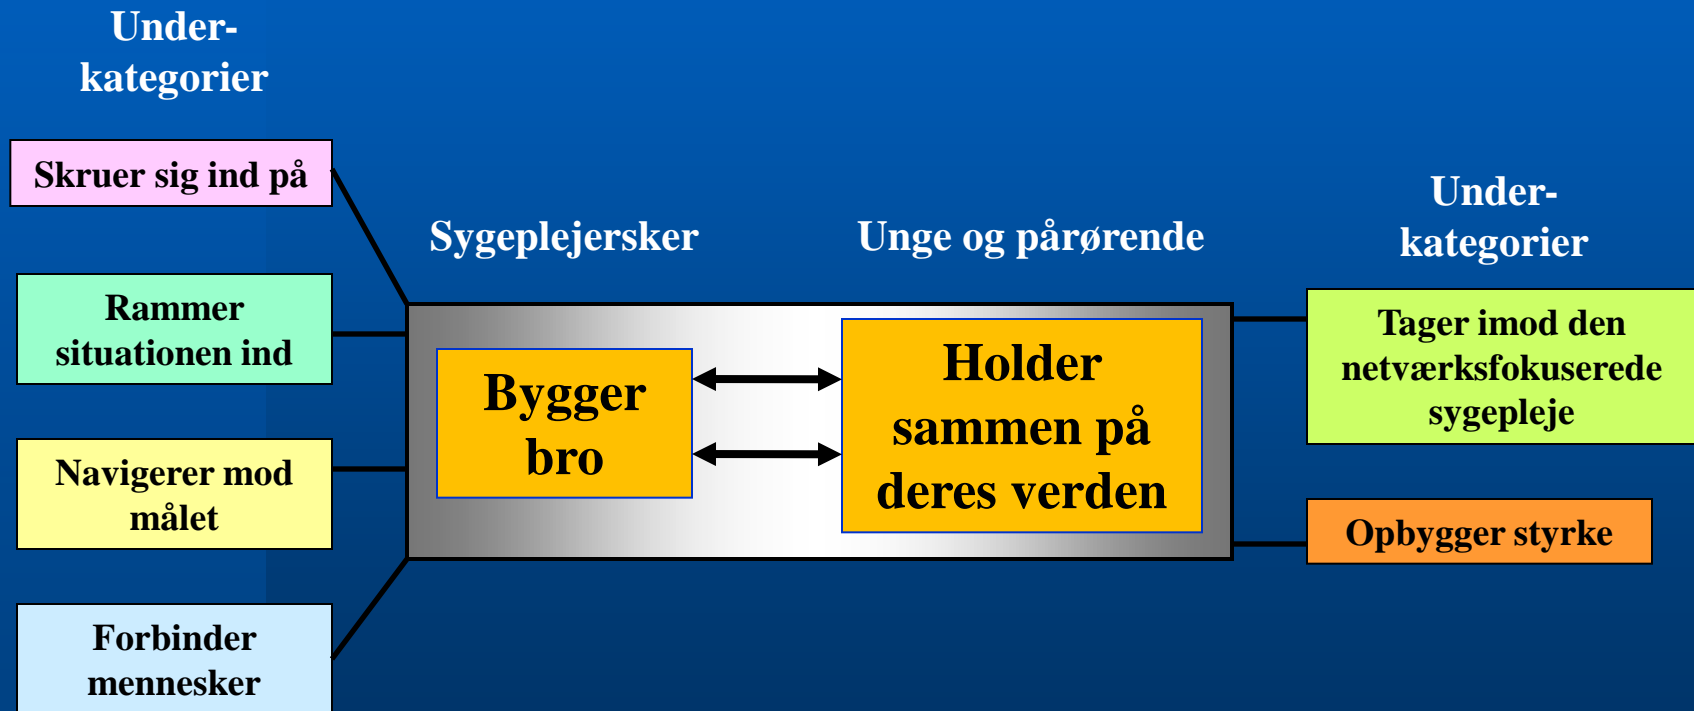 Under-
kategorier
Skruer sig ind på
Rammer
situationen ind
Navigerer mod
målet
Forbinder
mennesker
Sygeplejersker
Bygger
bro
Unge og pårørende
Holder
sammen på
deres verden
Under-
kategorier
Tager imod den
netværksfokuserede
sygepleje
Opbygger styrke